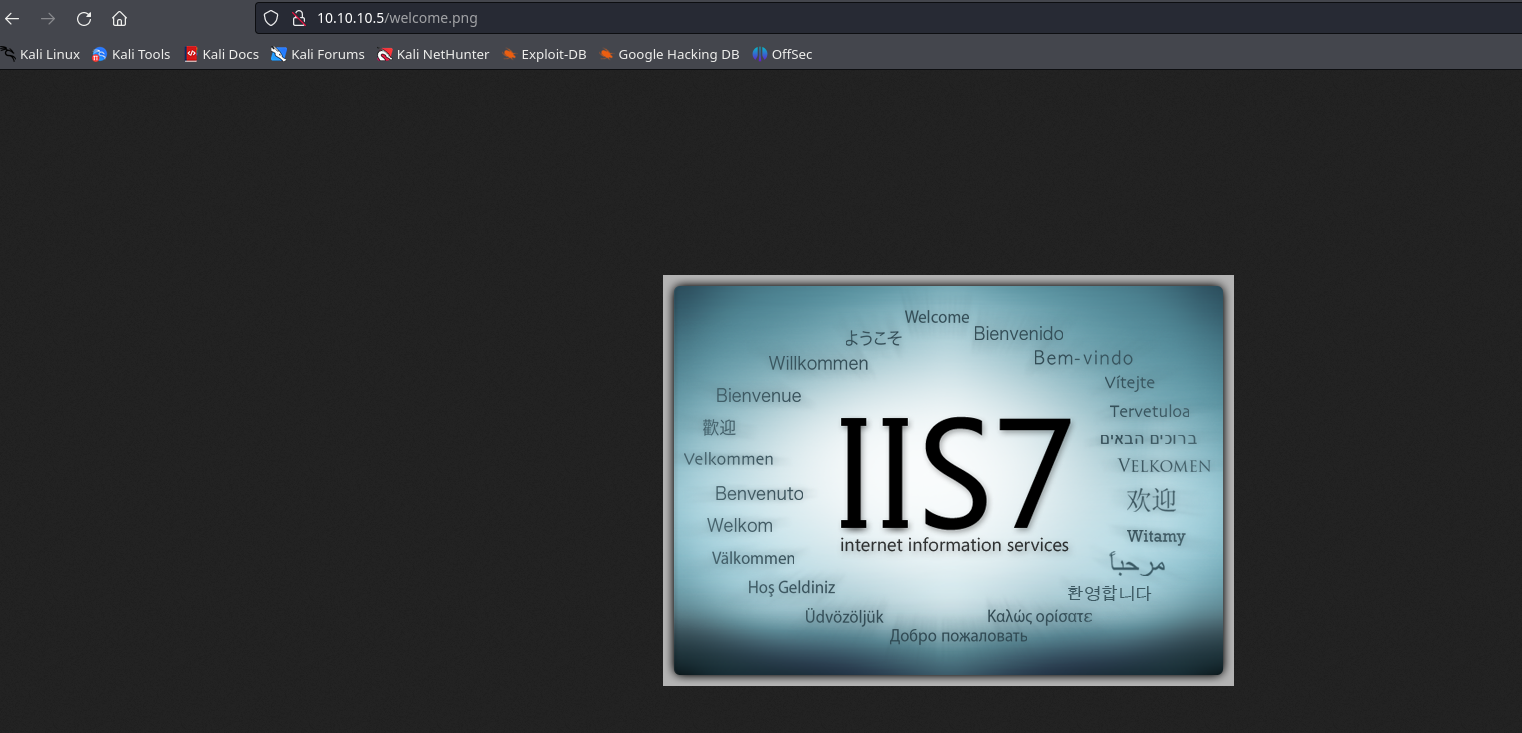 10.10.10.5/welcome.png
Kali Linux Kali Tools Kali Docs Kali Forums Kali NetHunter Exploit-DB Google Hacking DB OffSec
Welcome
Bienvenido
ようこそ
Bem-vindo
Willkommen
Vítejte
Bienvenue
Tervetuloa
歡迎
ברוכים הבאים
Velkommen
VELKOMEN
IIS7
internet information services
Benvenuto
欢迎
Welkom
Witamy
Välkommen
مرحباً
Hoş Geldiniz
환영합니다
Üdvözöljük
Καλώς ορίσατε
Добро пожаловать